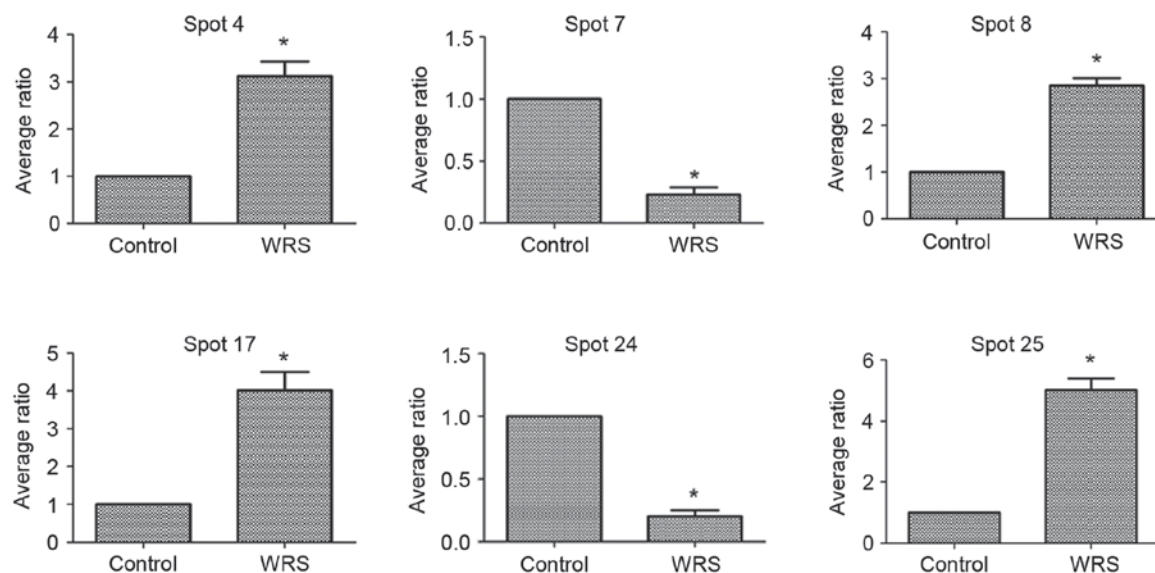 Spot 4
Average ratio
4
3
2
1
0
*
Control WRS
Spot 7
Average ratio
1.5
1.0
0.5
0.0
*
Control WRS
Spot 8
Average ratio
4
3
2
1
0
*
Control WRS
Spot 17
Average ratio
5
4
3
2
1
0
*
Control WRS
Spot 24
Average ratio
1.5
1.0
0.5
0.0
*
Control WRS
Spot 25
Average ratio
6
4
2
0
*
Control WRS